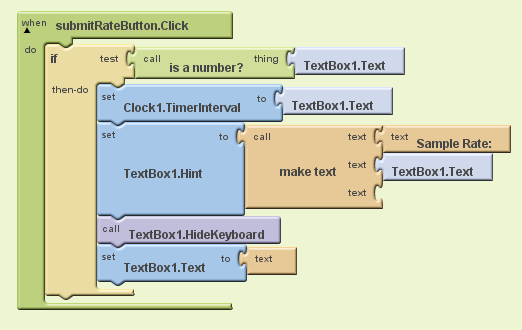 when submitRateButton.Click
do if test call is a number? thing TextBox1.Text
then-do set Clock1.TimerInterval to TextBox1.Text
set TextBox1.Hint to call make text text text Sample Rate:
text TextBox1.Text
text
call TextBox1.HideKeyboard
set TextBox1.Text to text